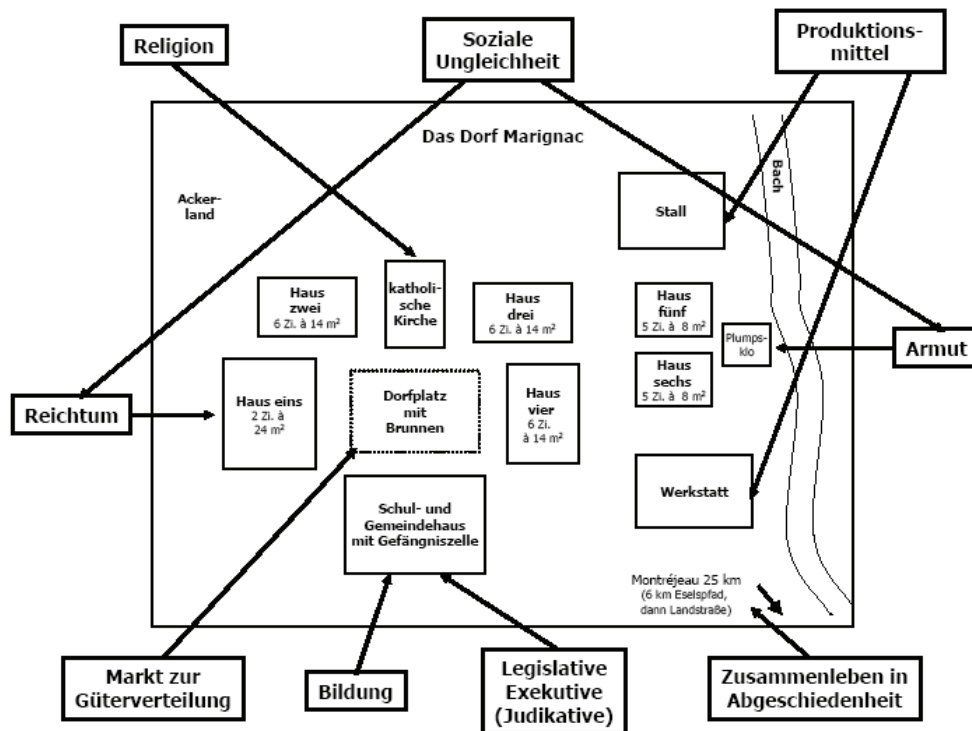 Religion
Soziale
Ungleichheit
Produktions-
mittel
Das Dorf Marignac
Acker-
land
Stall
Bach
katholi-
sche
Kirche
Haus
zwei
6 Zi. à 14 m²
Haus
drei
6 Zi. à 14 m²
Haus
fünf
5 Zi. à 8 m²
Plumps-
klo
Armut
Haus
sechs
5 Zi. à 8 m²
Reichtum
Haus eins
2 Zi. à
24 m²
Dorfplatz
mit
Brunnen
Haus
vier
6 Zi.
à 14 m²
Werkstatt
Schul- und
Gemeindehaus
mit Gefängniszelle
Montréjeau 25 km
(6 km Eselspfad,
dann Landstraße)
Markt zur
Güterverteilung
Bildung
Legislative
Exekutive
(Judikative)
Zusammenleben in
Abgeschiedenheit